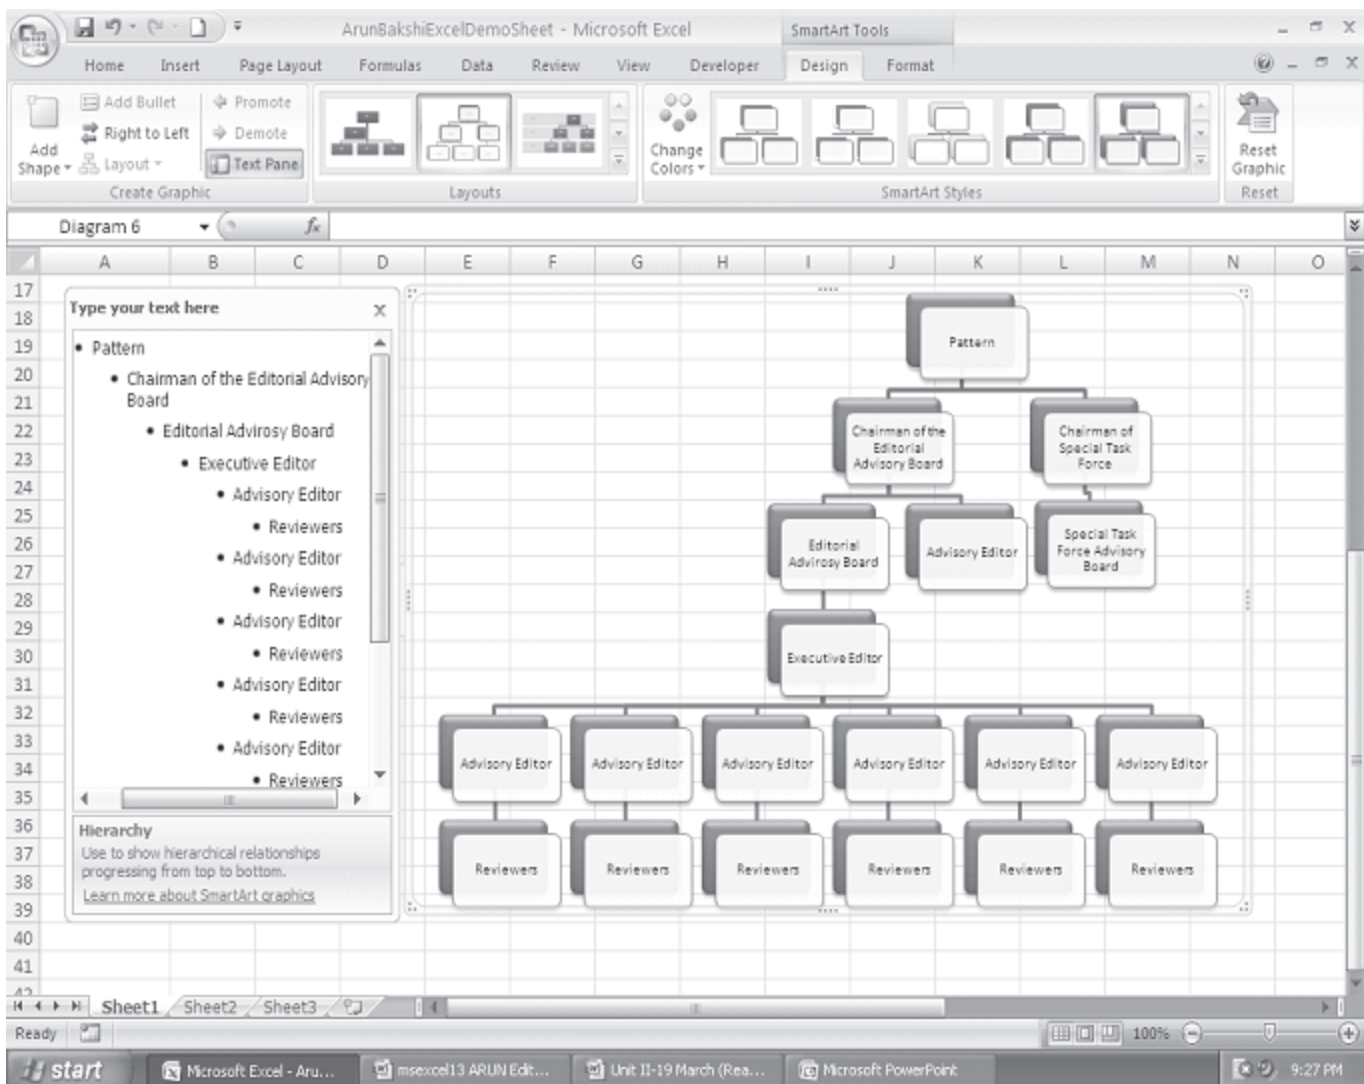 ArunBakshiExcelDemoSheet - Microsoft Excel
SmartArt Tools
Home Insert Page Layout Formulas Data Review View Developer Design Format
Add Shape
Add Bullet
Right to Left
Layout
Promote
Demote
Text Pane
Create Graphic
Layouts
Change Colors
SmartArt Styles
Reset Graphic
Reset
Diagram 6
fx
A B C D E F G H I J K L M N O
17
18
19
20
21
22
23
24
25
26
27
28
29
30
31
32
33
34
35
36
37
38
39
40
41
42
Type your text here
Pattern
Chairman of the Editorial Advisory
Board
Editorial Advirosy Board
Executive Editor
Advisory Editor
Reviewers
Advisory Editor
Reviewers
Advisory Editor
Reviewers
Advisory Editor
Reviewers
Advisory Editor
Reviewers
Hierarchy
Use to show hierarchical relationships
progressing from top to bottom.
Learn more about SmartArt graphics
Pattern
Chairman of the
Editorial
Advisory Board
Chairman of
Special Task
Force
Editorial
Advirosy Board
Advisory Editor
Special Task
Force Advisory
Board
Executive Editor
Advisory Editor Advisory Editor Advisory Editor Advisory Editor Advisory Editor Advisory Editor
Reviewers Reviewers Reviewers Reviewers Reviewers Reviewers
Sheet1 Sheet2 Sheet3
Ready
100%
start
Microsoft Excel - Aru...
msexcel13 ARUN Edit...
Unit II-19 March (Rea...
Microsoft PowerPoint
9:27 PM